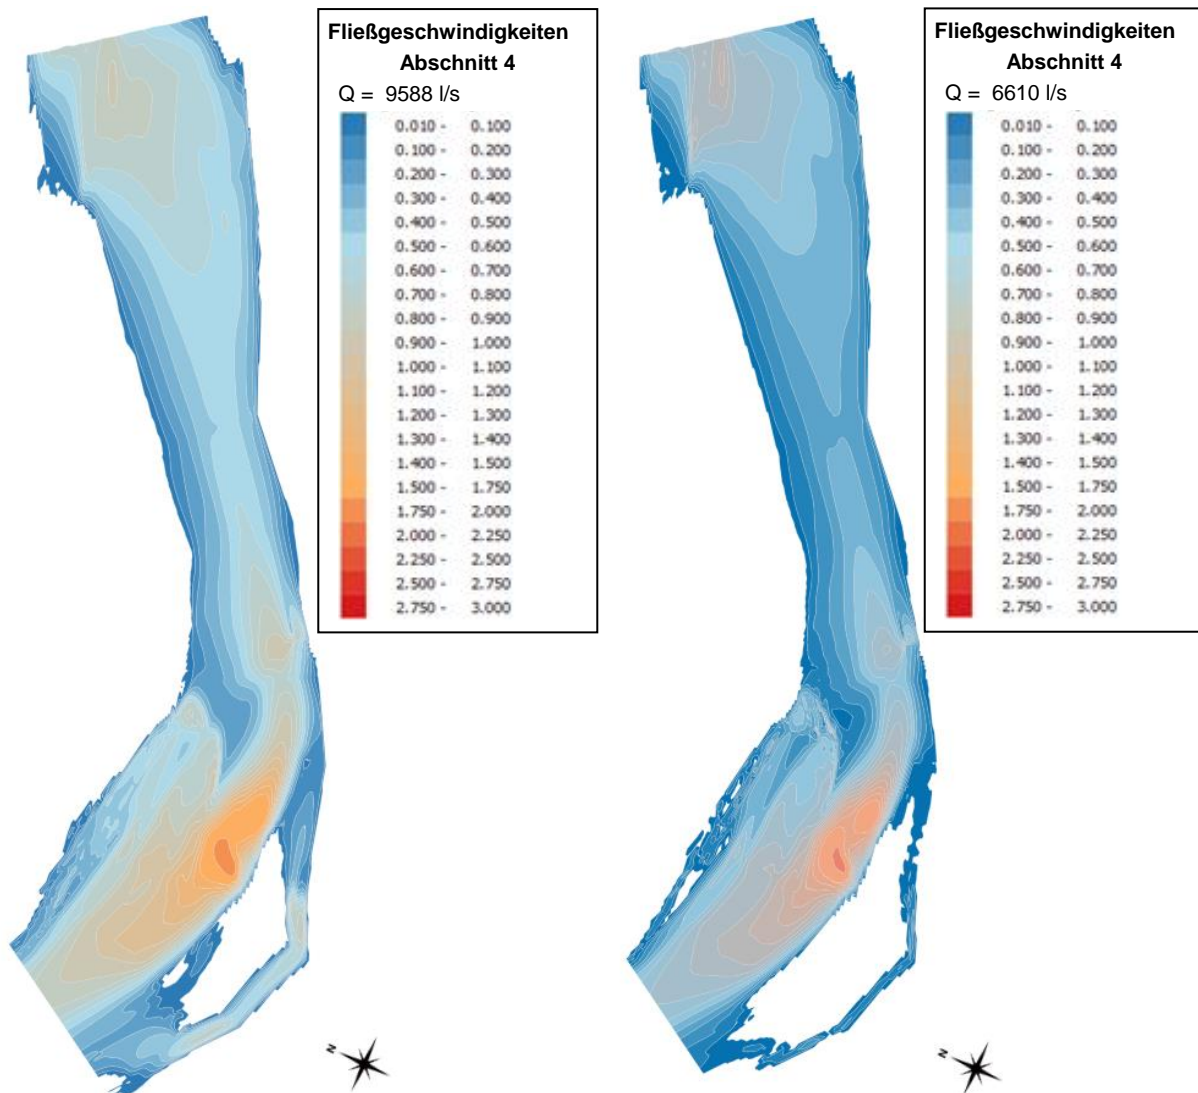 Fließgeschwindigkeiten
Abschnitt 4
Q = 9588 l/s
0.010 - 0.100
0.100 - 0.200
0.200 - 0.300
0.300 - 0.400
0.400 - 0.500
0.500 - 0.600
0.600 - 0.700
0.700 - 0.800
0.800 - 0.900
0.900 - 1.000
1.000 - 1.100
1.100 - 1.200
1.200 - 1.300
1.300 - 1.400
1.400 - 1.500
1.500 - 1.750
1.750 - 2.000
2.000 - 2.250
2.250 - 2.500
2.500 - 2.750
2.750 - 3.000
N
Fließgeschwindigkeiten
Abschnitt 4
Q = 6610 l/s
0.010 - 0.100
0.100 - 0.200
0.200 - 0.300
0.300 - 0.400
0.400 - 0.500
0.500 - 0.600
0.600 - 0.700
0.700 - 0.800
0.800 - 0.900
0.900 - 1.000
1.000 - 1.100
1.100 - 1.200
1.200 - 1.300
1.300 - 1.400
1.400 - 1.500
1.500 - 1.750
1.750 - 2.000
2.000 - 2.250
2.250 - 2.500
2.500 - 2.750
2.750 - 3.000
N